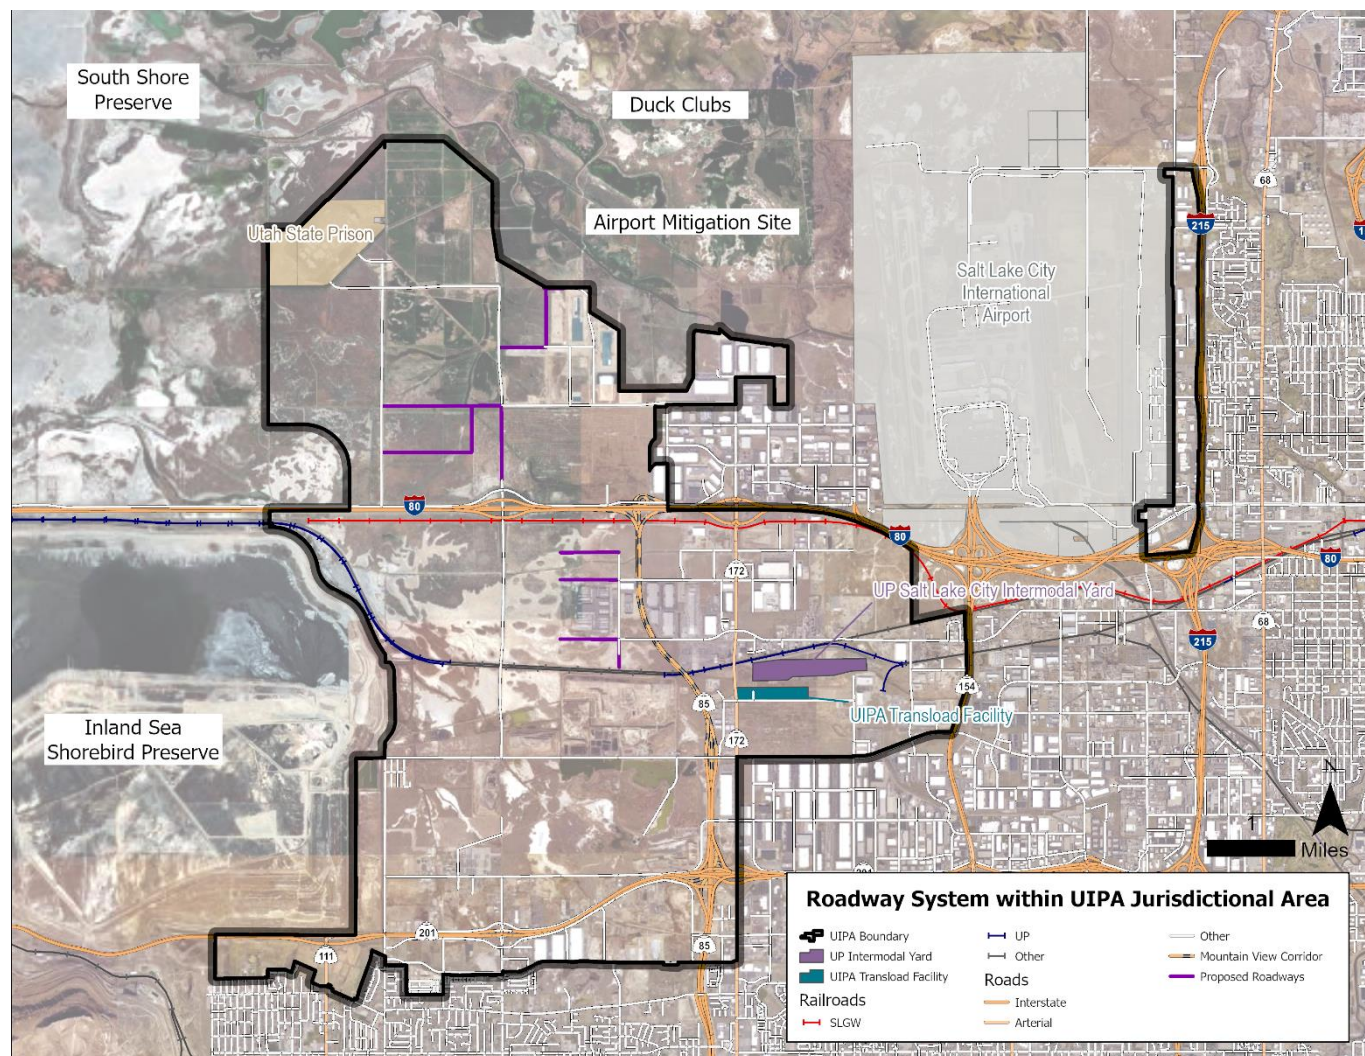 South Shore
Preserve
Duck Clubs
68
Airport Mitigation Site
215
Utah State Prison
Salt Lake City
International
Airport
80
80
80
172
UP Salt Lake City Intermodal Yard
68
215
154
85
UIPA Transload Facility
Inland Sea
Shorebird Preserve
172
N
1
Miles
201
85
111
Roadway System within UIPA Jurisdictional Area
UIPA Boundary
UP Intermodal Yard
UIPA Transload Facility
Railroads
SLGW
UP
Other
Roads
Interstate
Arterial
Other
Mountain View Corridor
Proposed Roadways